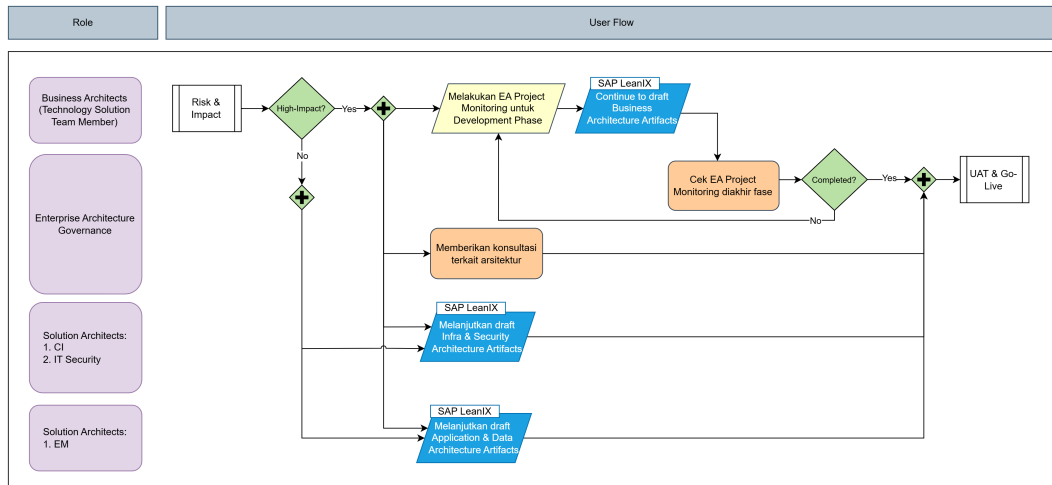 Role
User Flow
Business Architects
(Technology Solution
Team Member)
Risk &
Impact
High-Impact?
Yes
No
Melakukan EA Project
Monitoring untuk
Development Phase
SAP LeanIX
Continue to draft
Business
Architecture Artifacts
Enterprise Architecture
Governance
Cek EA Project
Monitoring diakhir fase
Completed?
Yes
No
UAT & Go-
Live
Memberikan konsultasi
terkait arsitektur
Solution Architects:
1. CI
2. IT Security
SAP LeanIX
Melanjutkan draft
Infra & Security
Architecture Artifacts
Solution Architects:
1. EM
SAP LeanIX
Melanjutkan draft
Application & Data
Architecture Artifacts